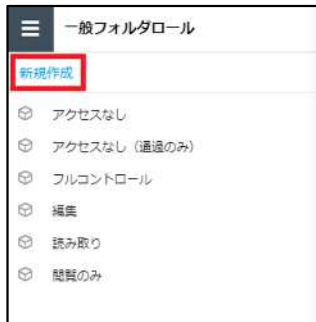 一般フォルダロール
新規作成
アクセスなし
アクセスなし（通過のみ）
フルコントロール
編集
読み取り
閲覧のみ